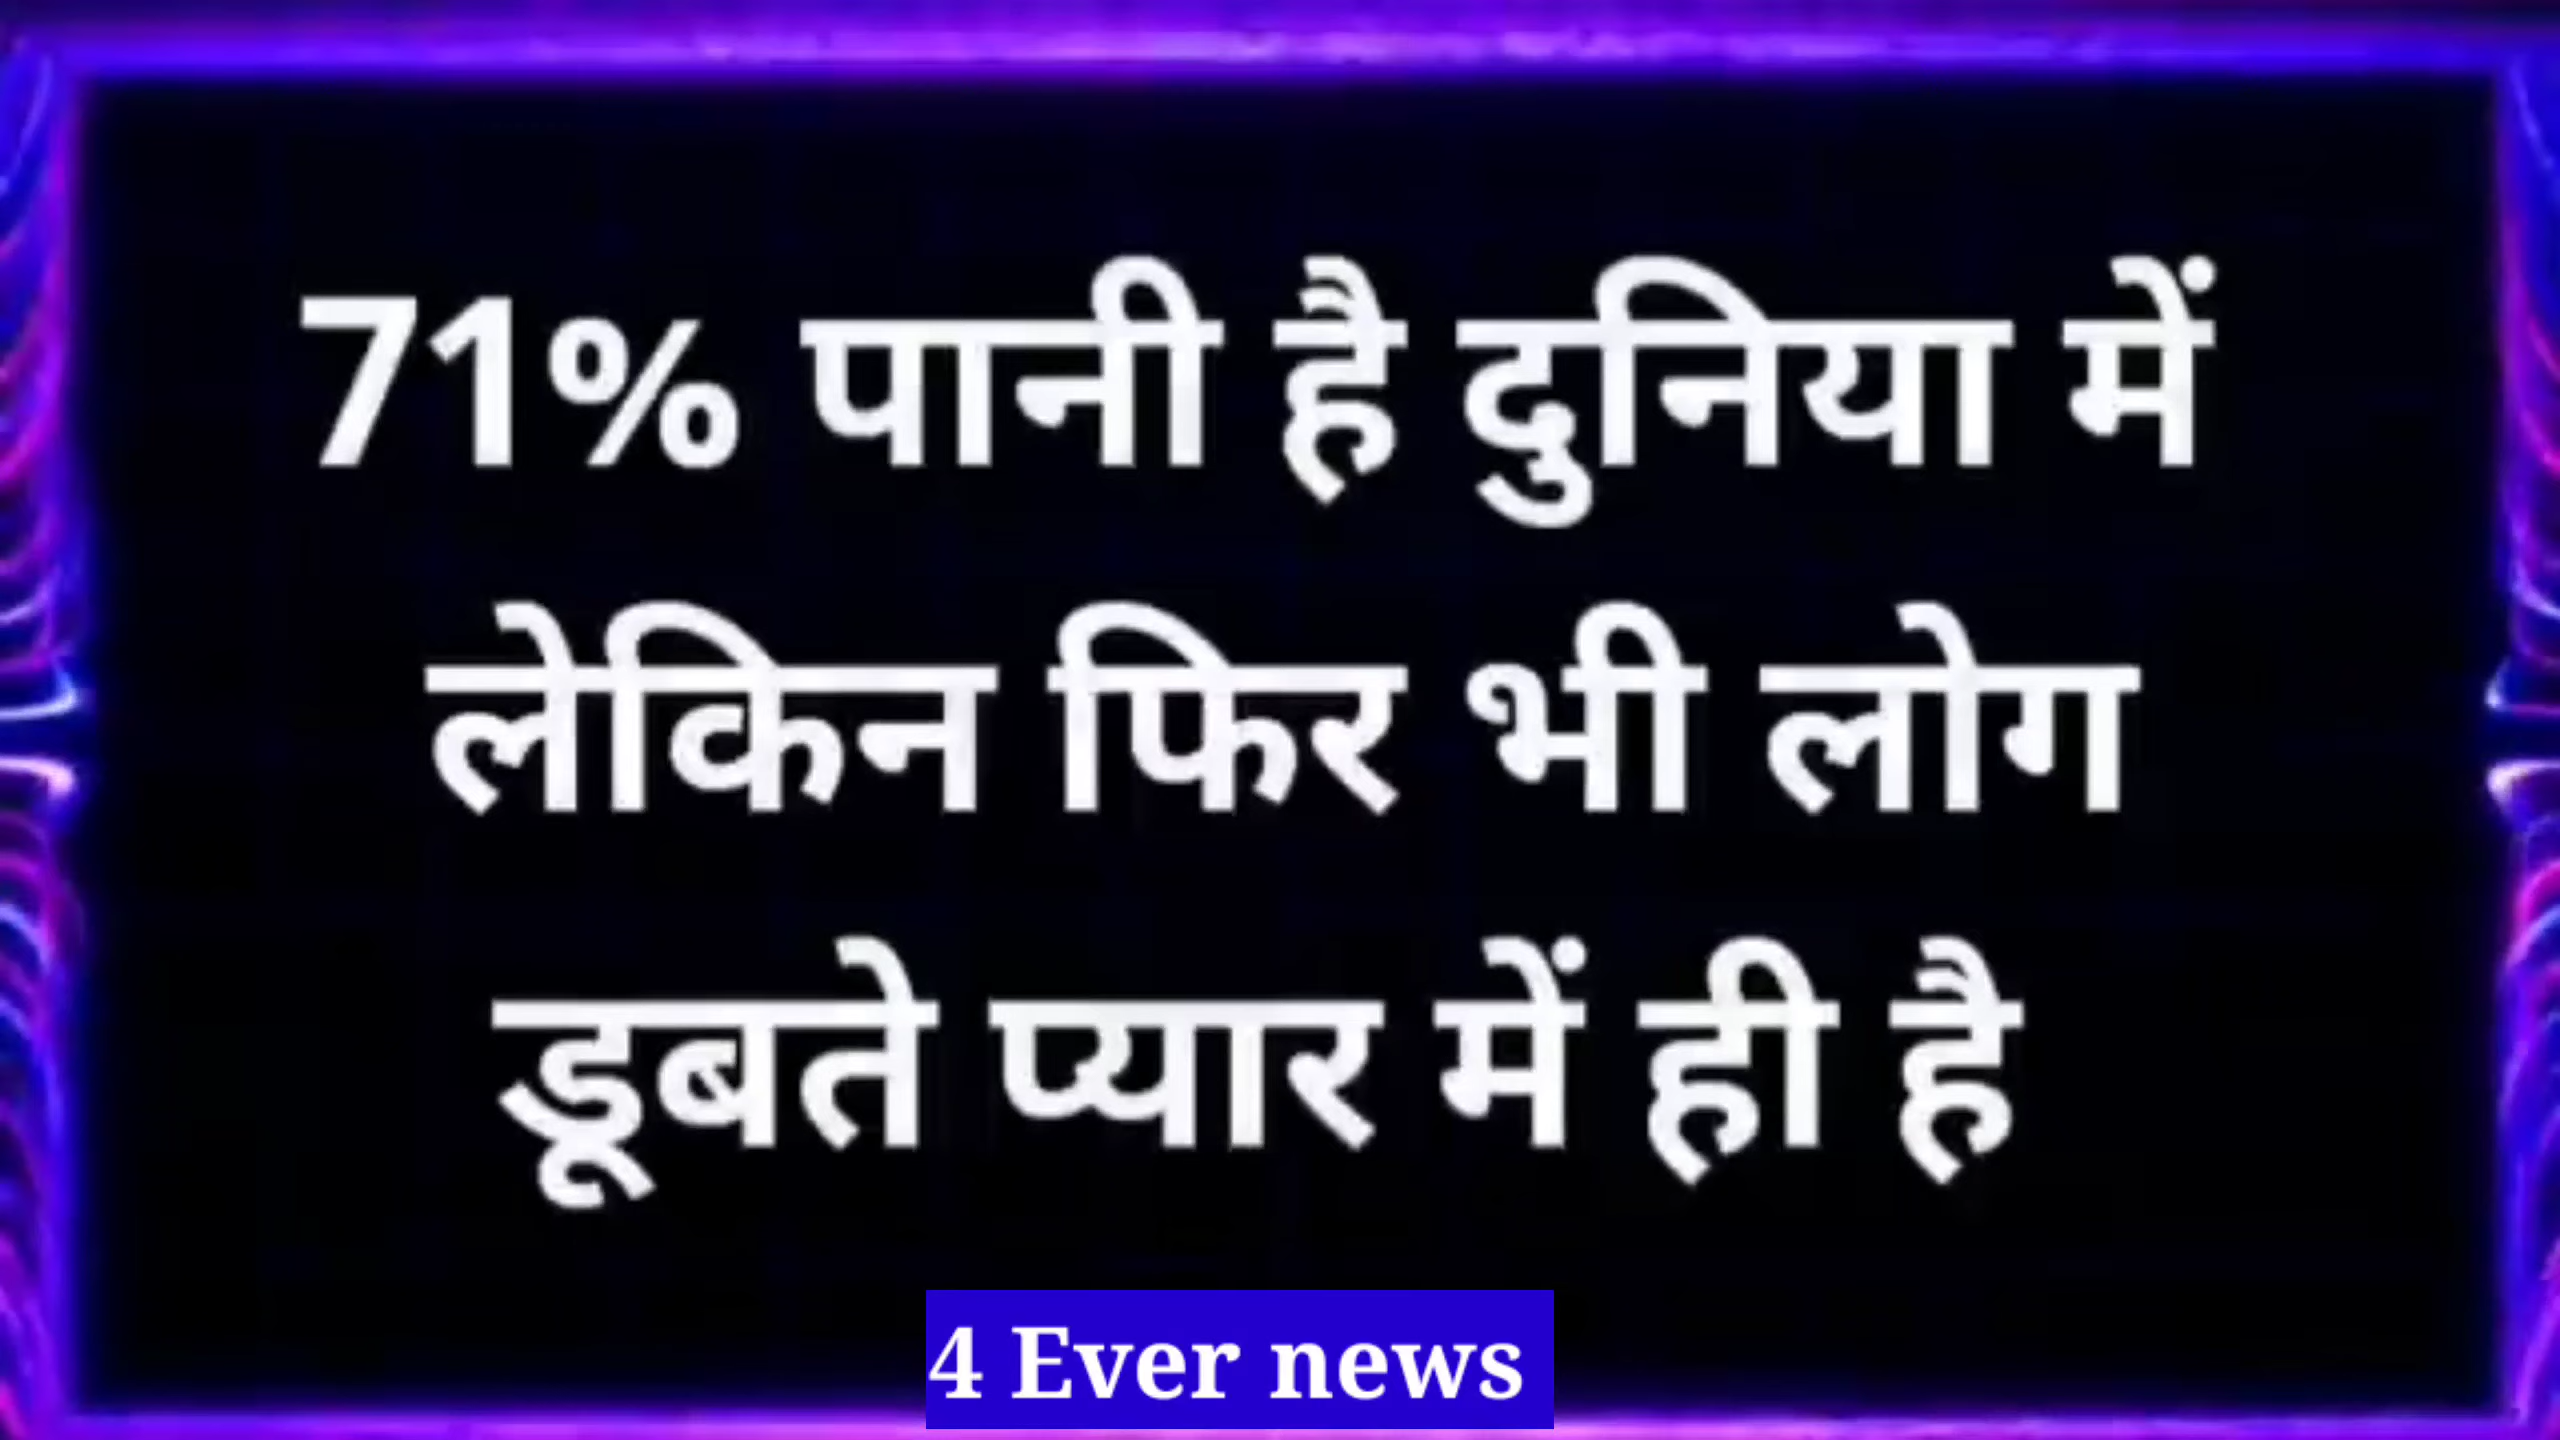 71% पानी है दुनिया में
लेकिन फिर भी लोग
डूबते प्यार में ही है
4 Ever news